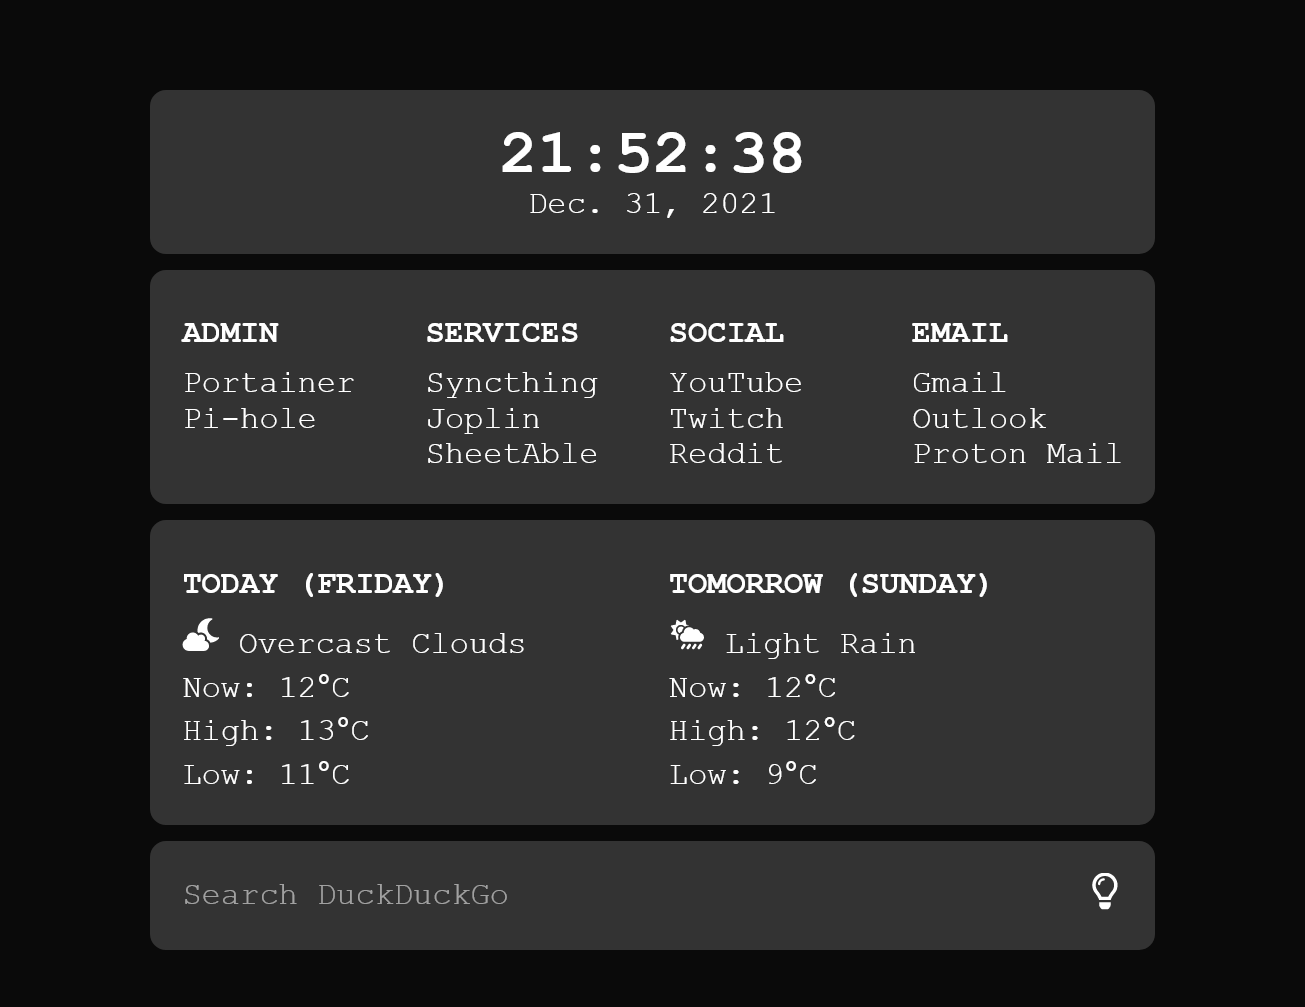 21:52:38
Dec. 31, 2021
ADMIN
Portainer
Pi-hole
SERVICES
Syncthing
Joplin
SheetAble
SOCIAL
YouTube
Twitch
Reddit
EMAIL
Gmail
Outlook
Proton Mail
TODAY (FRIDAY)
Overcast Clouds
Now: 12°C
High: 13°C
Low: 11°C
TOMORROW (SUNDAY)
Light Rain
Now: 12°C
High: 12°C
Low: 9°C
Search DuckDuckGo